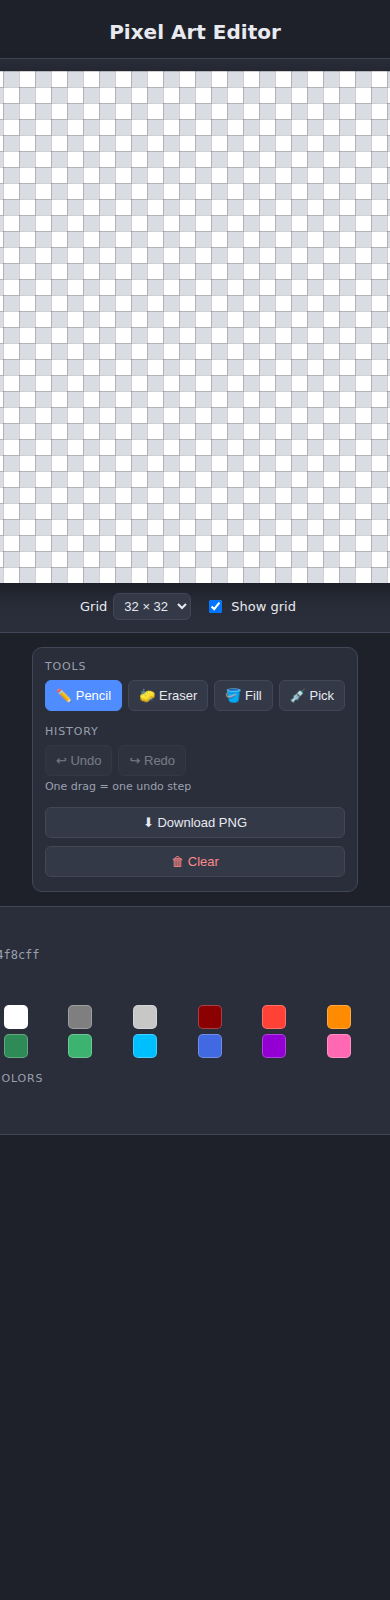 Pixel Art Editor
Grid 32 × 32 Show grid
TOOLS
✏️ Pencil 🧽 Eraser 🪣 Fill 💉 Pick
HISTORY
↩ Undo ↪ Redo
One drag = one undo step
⬇ Download PNG
🗑 Clear
4f8cff
OLORS